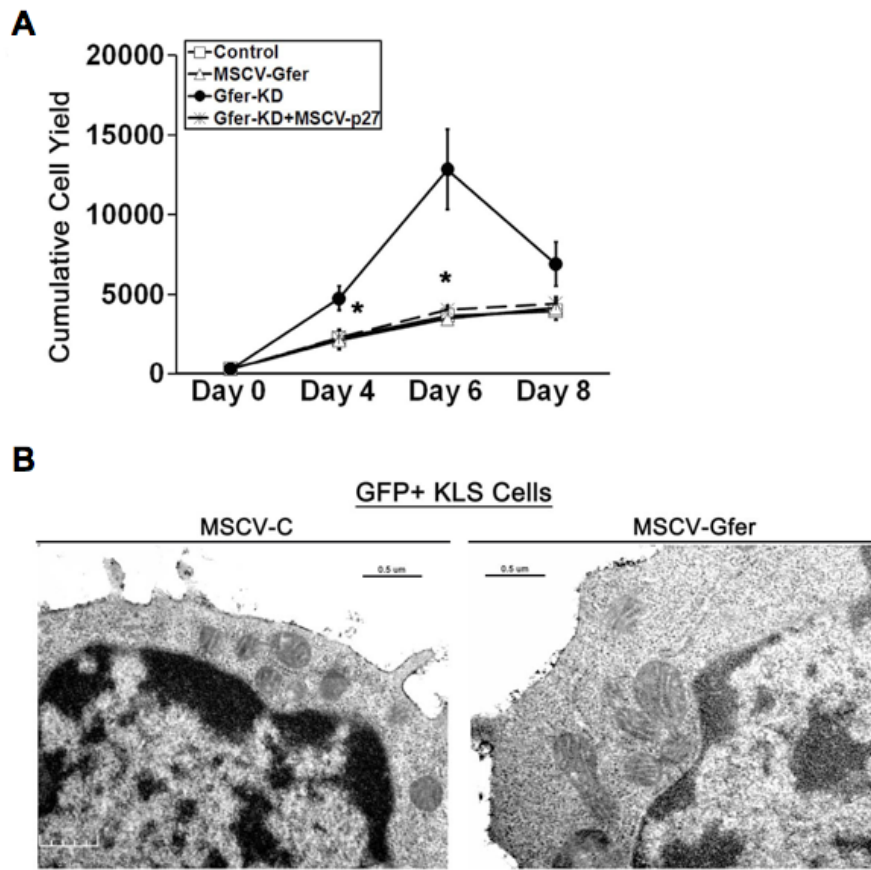 A
Control
MSCV-Gfer
Gfer-KD
Gfer-KD+MSCV-p27
20000
15000
10000
5000
0
Cumulative Cell Yield
*
*
Day 0 Day 4 Day 6 Day 8
B
GFP+ KLS Cells
MSCV-C MSCV-Gfer
0.5 um 0.5 um